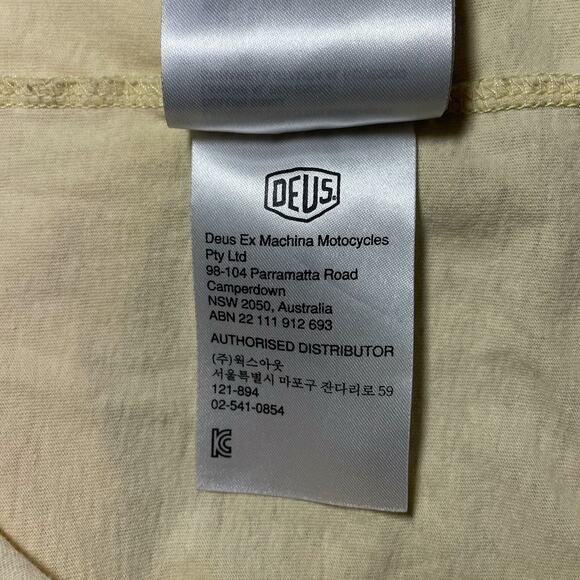 DEUS.
Deus Ex Machina Motocycles
Pty Ltd
98-104 Parramatta Road
Camperdown
NSW 2050, Australia
ABN 22 111 912 693
AUTHORISED DISTRIBUTOR
(주)웍스아웃
서울특별시 마포구 잔다리로 59
121-894
02-541-0854